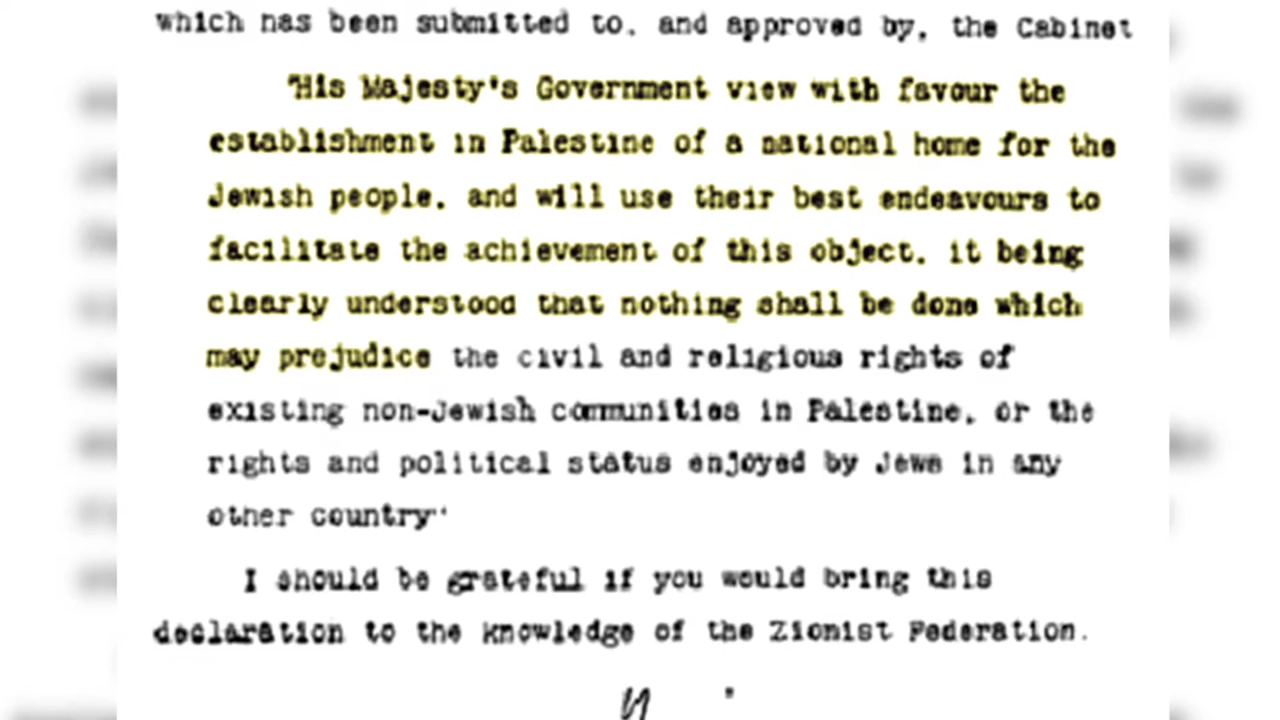 which has been submitted to, and approved by, the Cabinet
"His Majesty's Government view with favour the
establishment in Palestine of a national home for the
Jewish people, and will use their best endeavours to
facilitate the achievement of this object, it being
clearly understood that nothing shall be done which
may prejudice the civil and religious rights of
existing non-Jewish communities in Palestine, or the
rights and political status enjoyed by Jews in any
other country"
I should be grateful if you would bring this
declaration to the knowledge of the Zionist Federation.